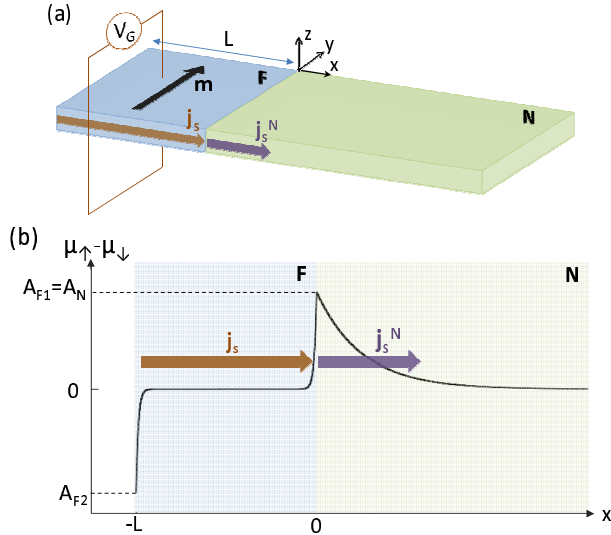 (a)
V_G
L
z
y
x
F
m
N
j_s
j_s^N
(b)
μ↑-μ↓
F
N
A_F1=A_N
j_s
j_s^N
0
A_F2
-L
0
x